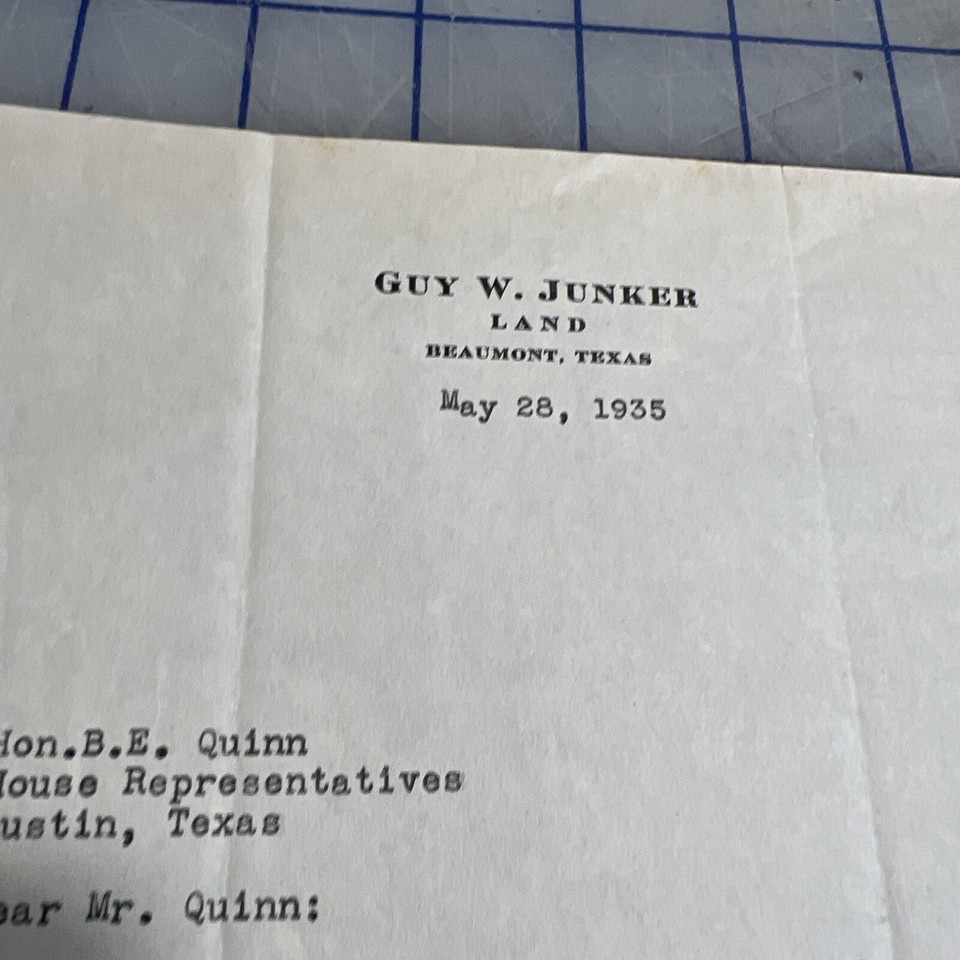 GUY W. JUNKER
LAND
BEAUMONT, TEXAS
May 28, 1935
Hon.B.E. Quinn
House Representatives
ustin, Texas
ear Mr. Quinn: